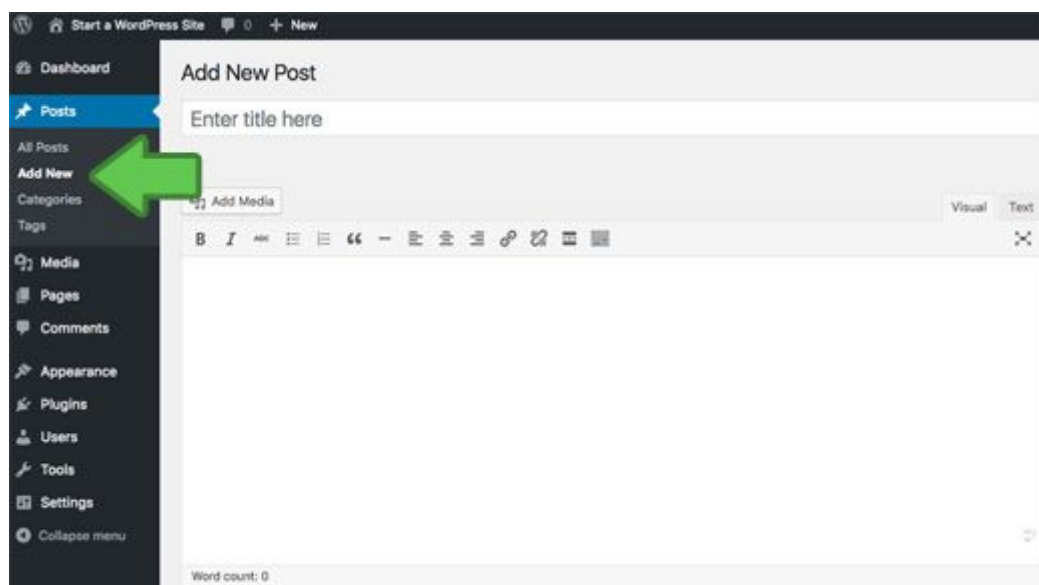 Start a WordPress Site 0 + New
Dashboard
Posts
All Posts
Add New
Categories
Tags
Media
Pages
Comments
Appearance
Plugins
Users
Tools
Settings
Collapse menu
Add New Post
Enter title here
Add Media
Visual Text
B I ABC
Word count: 0